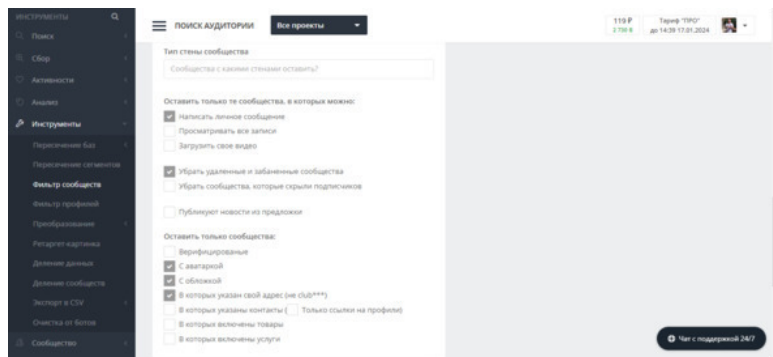 ИНСТРУМЕНТЫ
Поиск
Сбор
Активности
Анализ
Инструменты
Пересечение баз
Пересечение сегментов
Фильтр сообществ
Фильтр профилей
Преобразование
Ретаргет-картинка
Деление данных
Деление сообществ
Экспорт в CSV
Очистка от ботов
Сообщество
ПОИСК АУДИТОРИИ
Все проекты
119 ₽
Тариф "ПРО"
до 14:39 17.01.2024
Тип стены сообщества
Сообщества с какими стенами оставить?
Оставить только те сообщества, в которых можно:
Написать личное сообщение
Просматривать все записи
Загрузить свое видео
Убрать удаленные и забаненные сообщества
Убрать сообщества, которые скрыли подписчиков
Публикуют новости из предложки
Оставить только сообщества:
Верифицированые
С аватаркой
С обложкой
В которых указан свой адрес (не club***)
В которых указаны контакты ( Только ссылки на профили)
В которых включены товары
В которых включены услуги
Чат с поддержкой 24/7